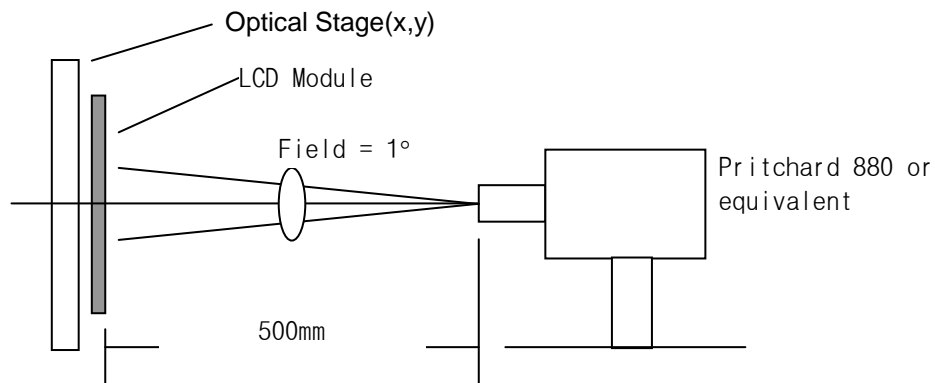 Optical Stage(x,y)
LCD Module
Field = 1°
Pritchard 880 or
equivalent
500mm